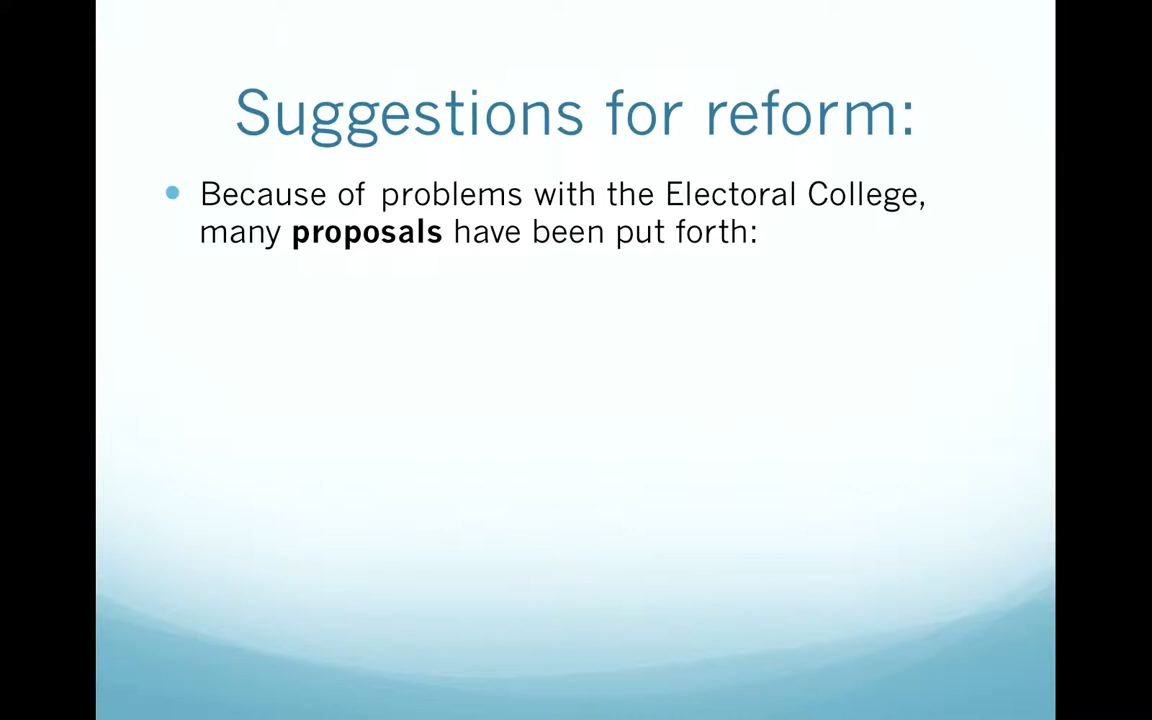 Suggestions for reform:
Because of problems with the Electoral College,
many proposals have been put forth: